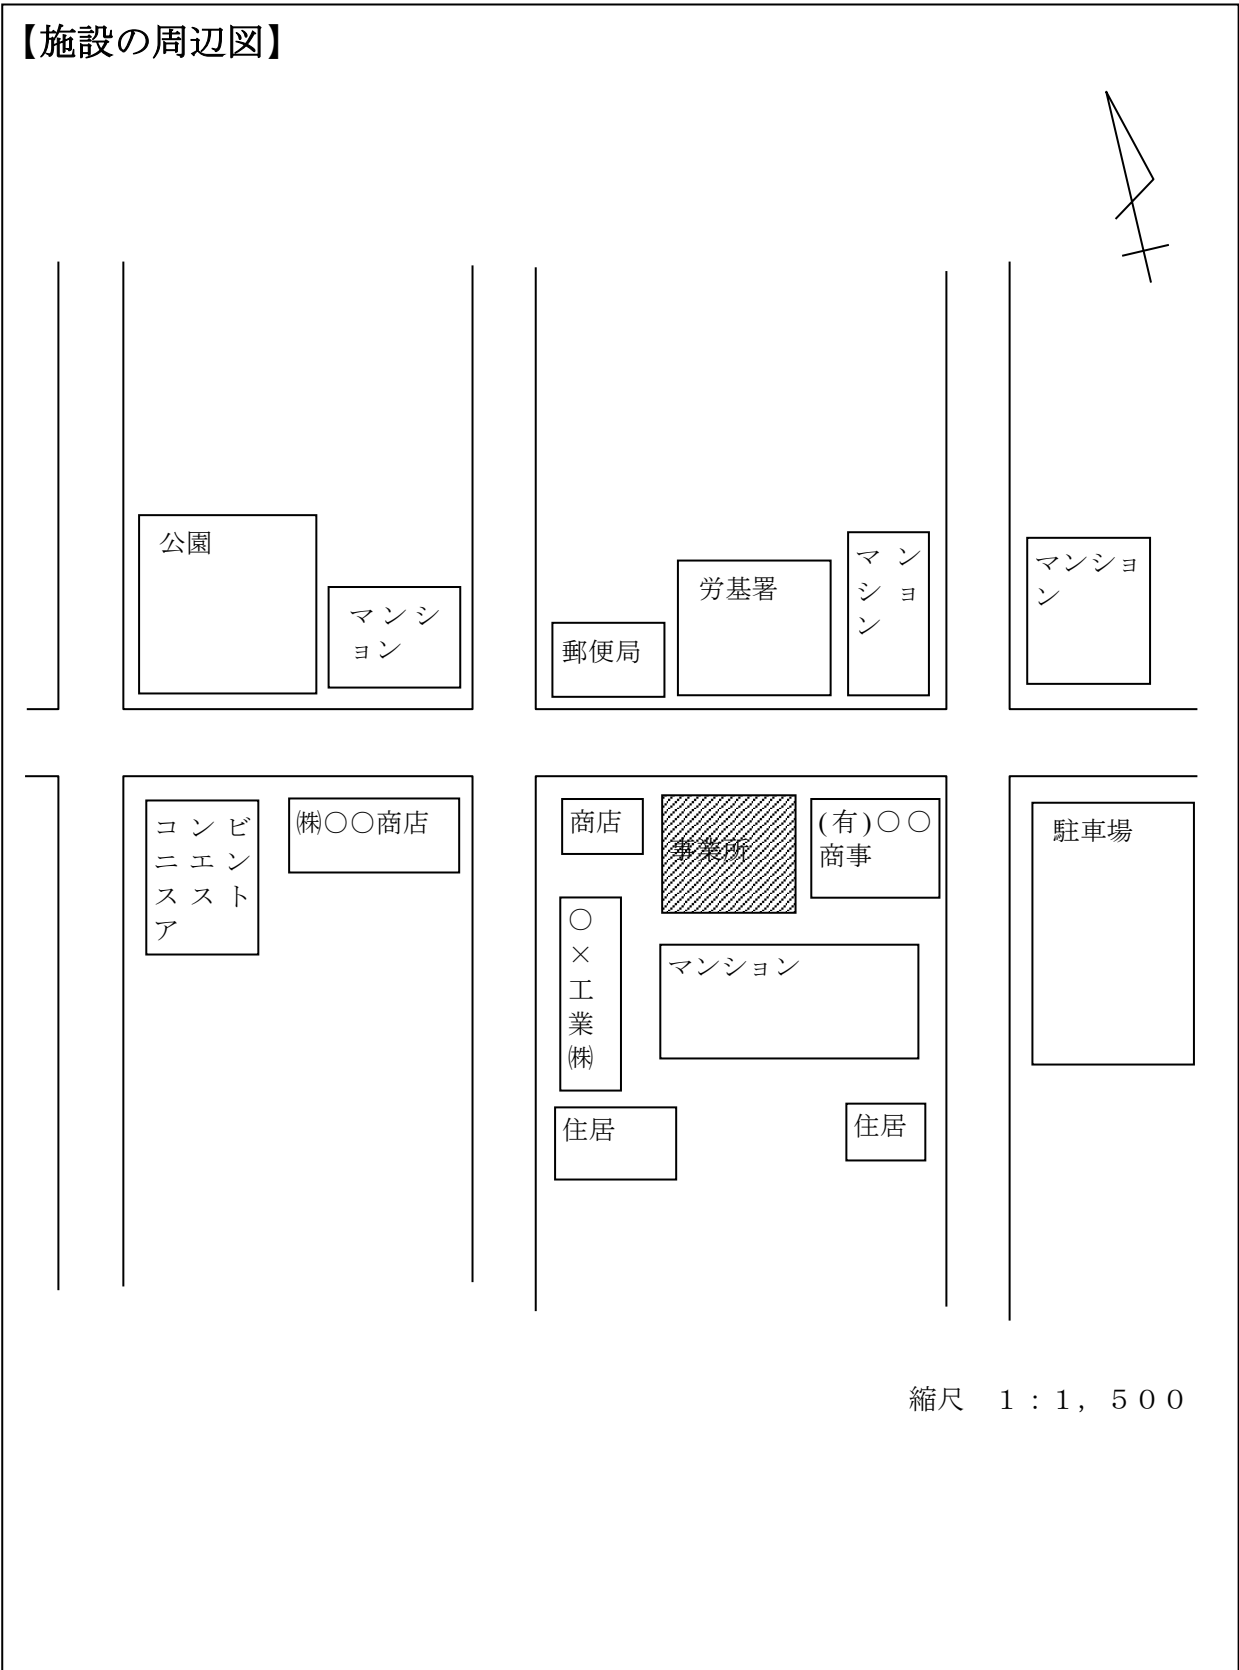 【施設の周辺図】
公園
マンシ
ョン
郵便局
労基署
マン
ショ
ン
マンショ
ン
コンビ
ニエン
ススト
ア
㈱○○商店
商店
事業所
(有)○○
商事
駐車場
○
×
工
業
㈱
マンション
住居
住居
縮尺　１：１，５００